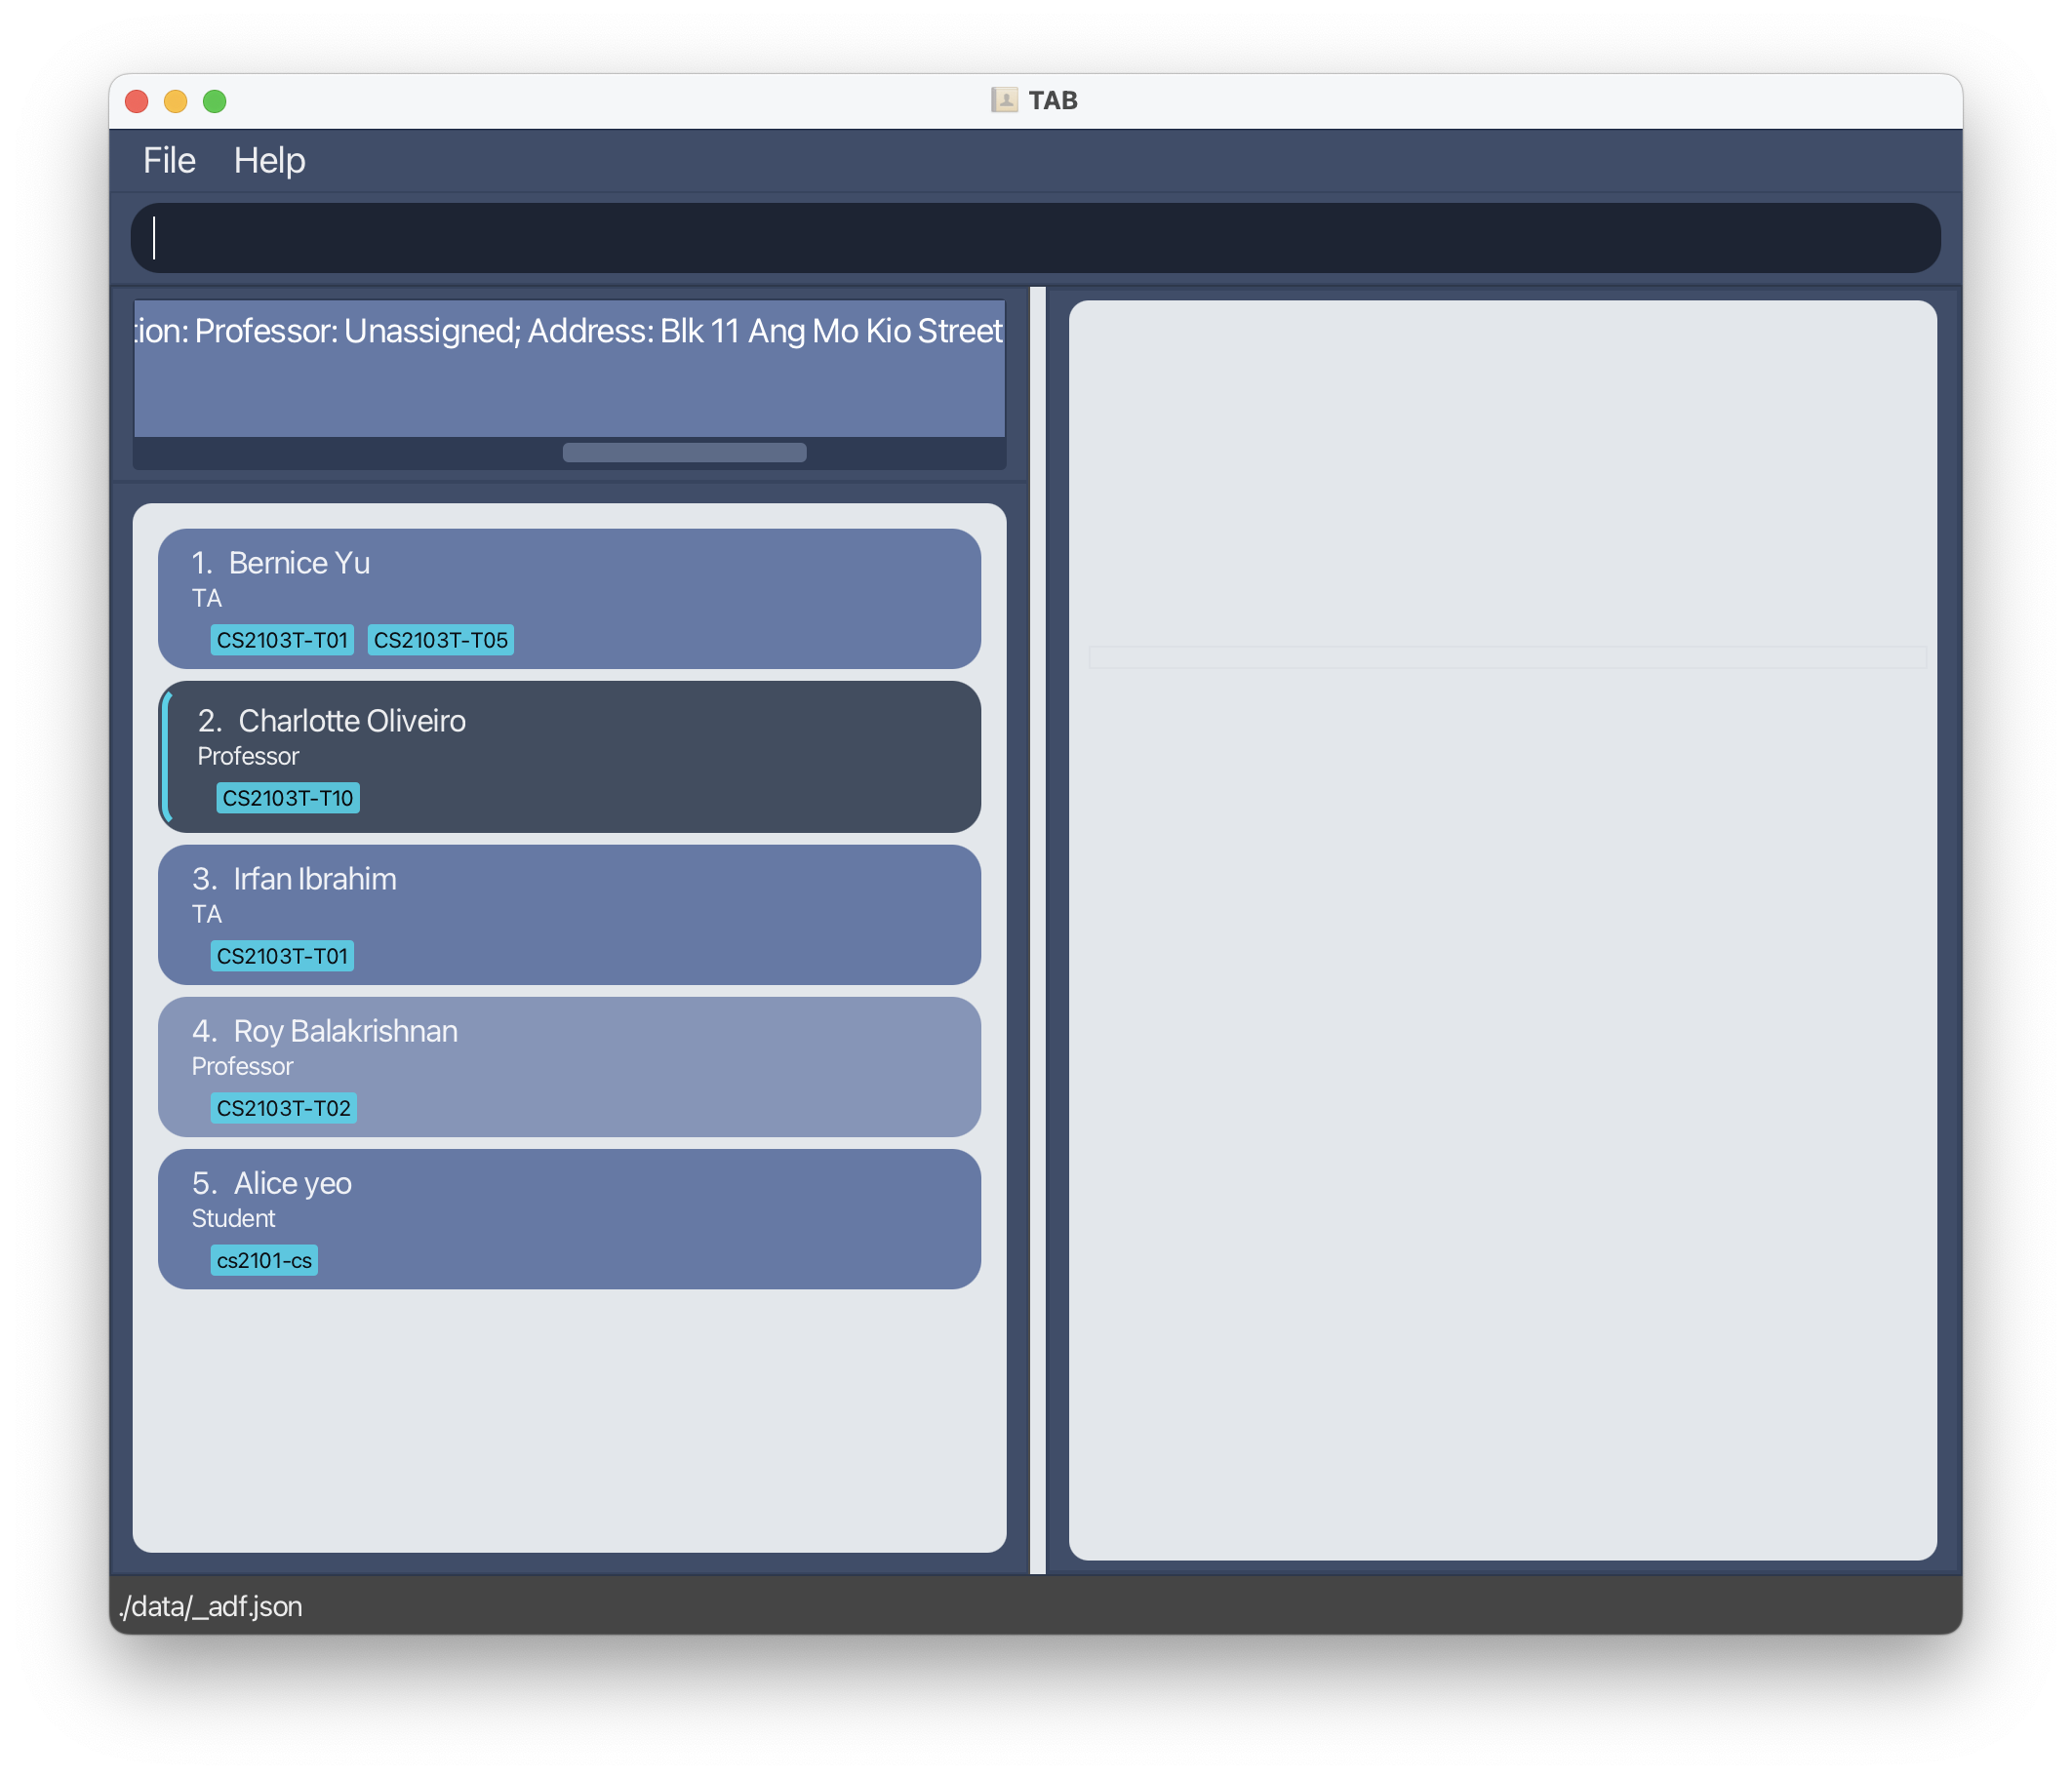 TAB
File Help
tion: Professor: Unassigned; Address: Blk 11 Ang Mo Kio Street
1. Bernice Yu
TA
CS2103T-T01 CS2103T-T05
2. Charlotte Oliveiro
Professor
CS2103T-T10
3. Irfan Ibrahim
TA
CS2103T-T01
4. Roy Balakrishnan
Professor
CS2103T-T02
5. Alice yeo
Student
cs2101-cs
./data/_adf.json